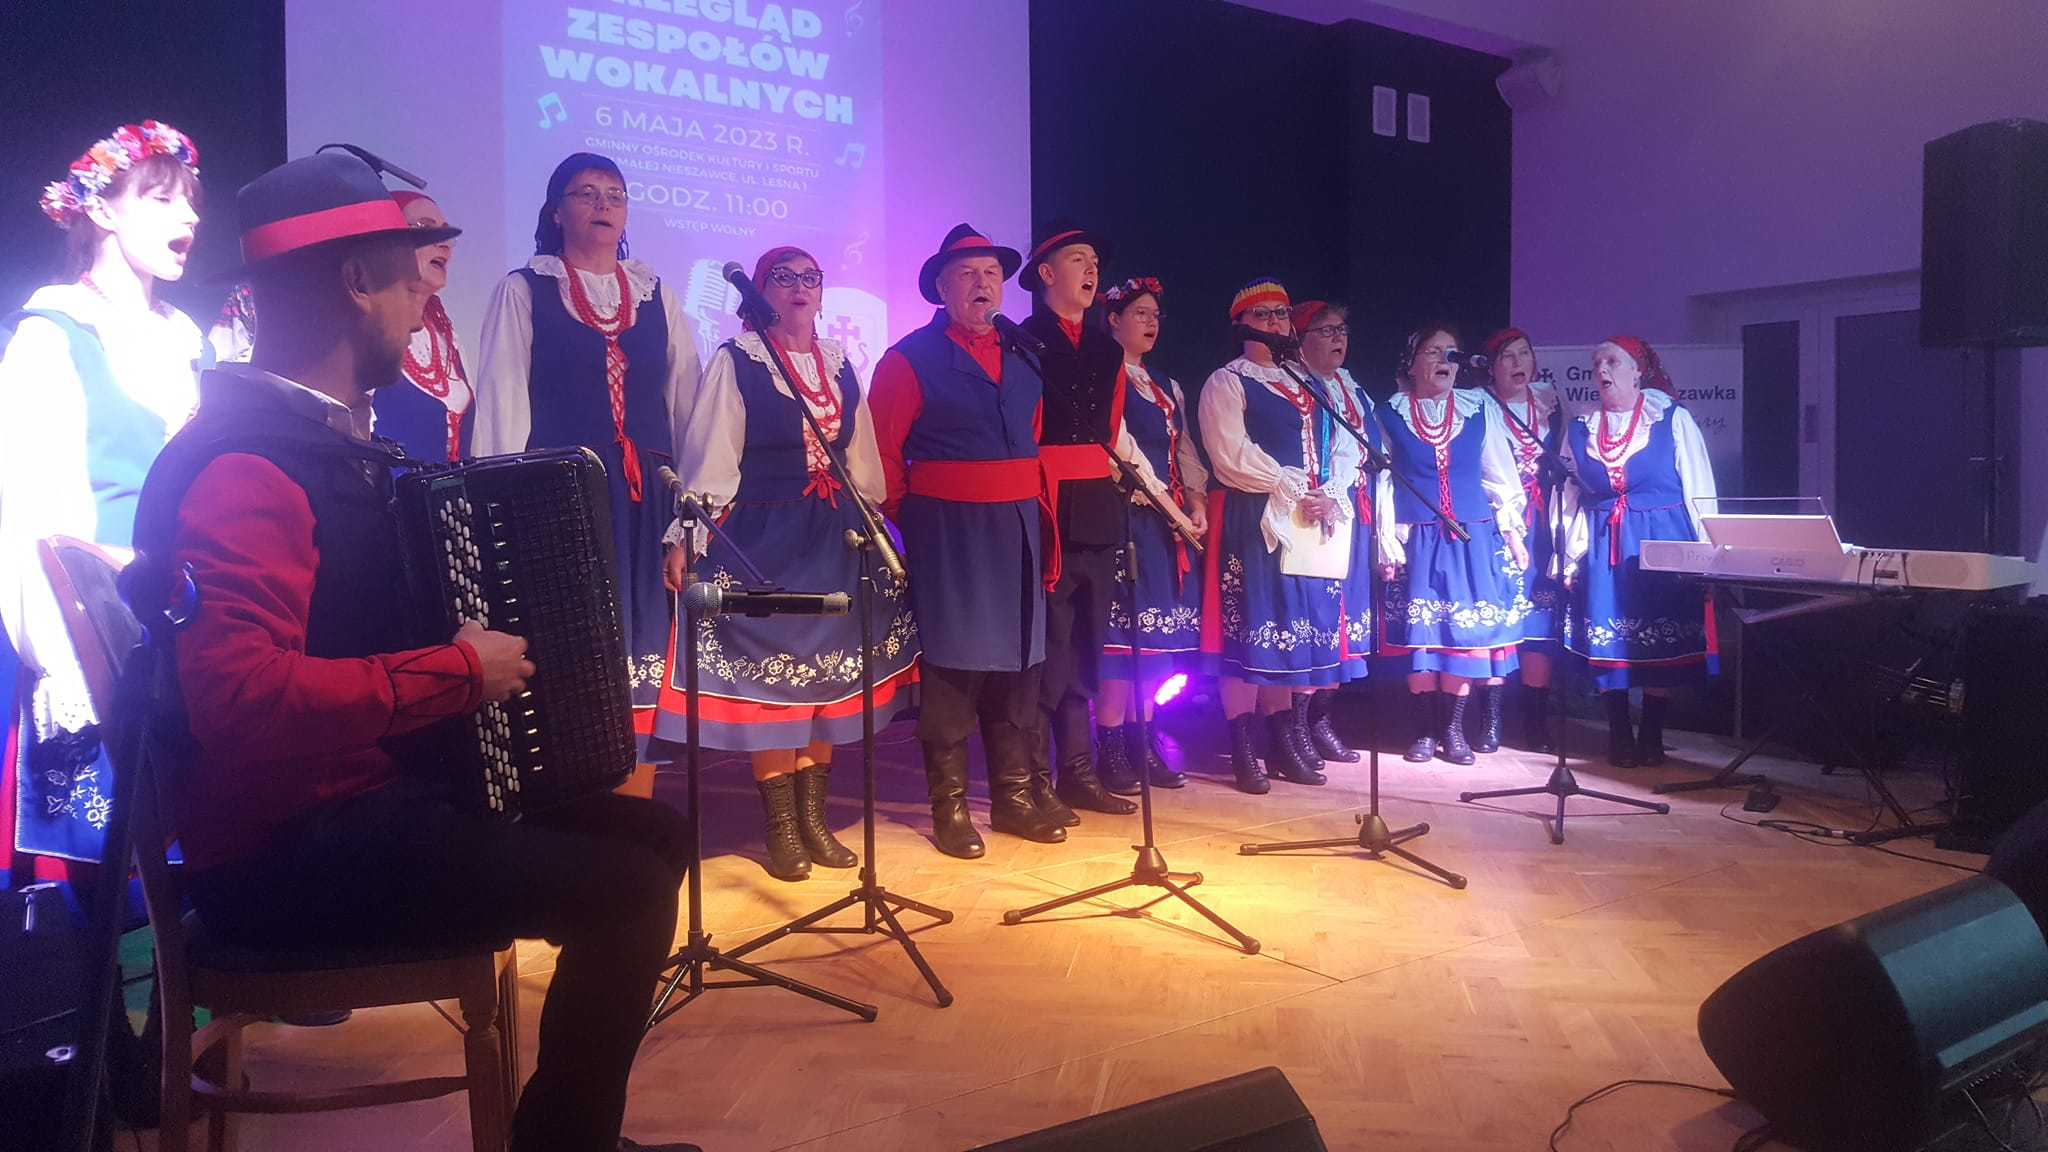 ZESPOŁÓW
WOKALNYCH
6 MAJA 2023 R.
GMINNY OŚRODEK KULTURY I SPORTU
MAŁEJ NIESZAWCE, UL. LEŚNA 1
GODZ. 11:00
WSTĘP WOLNY
CASIO